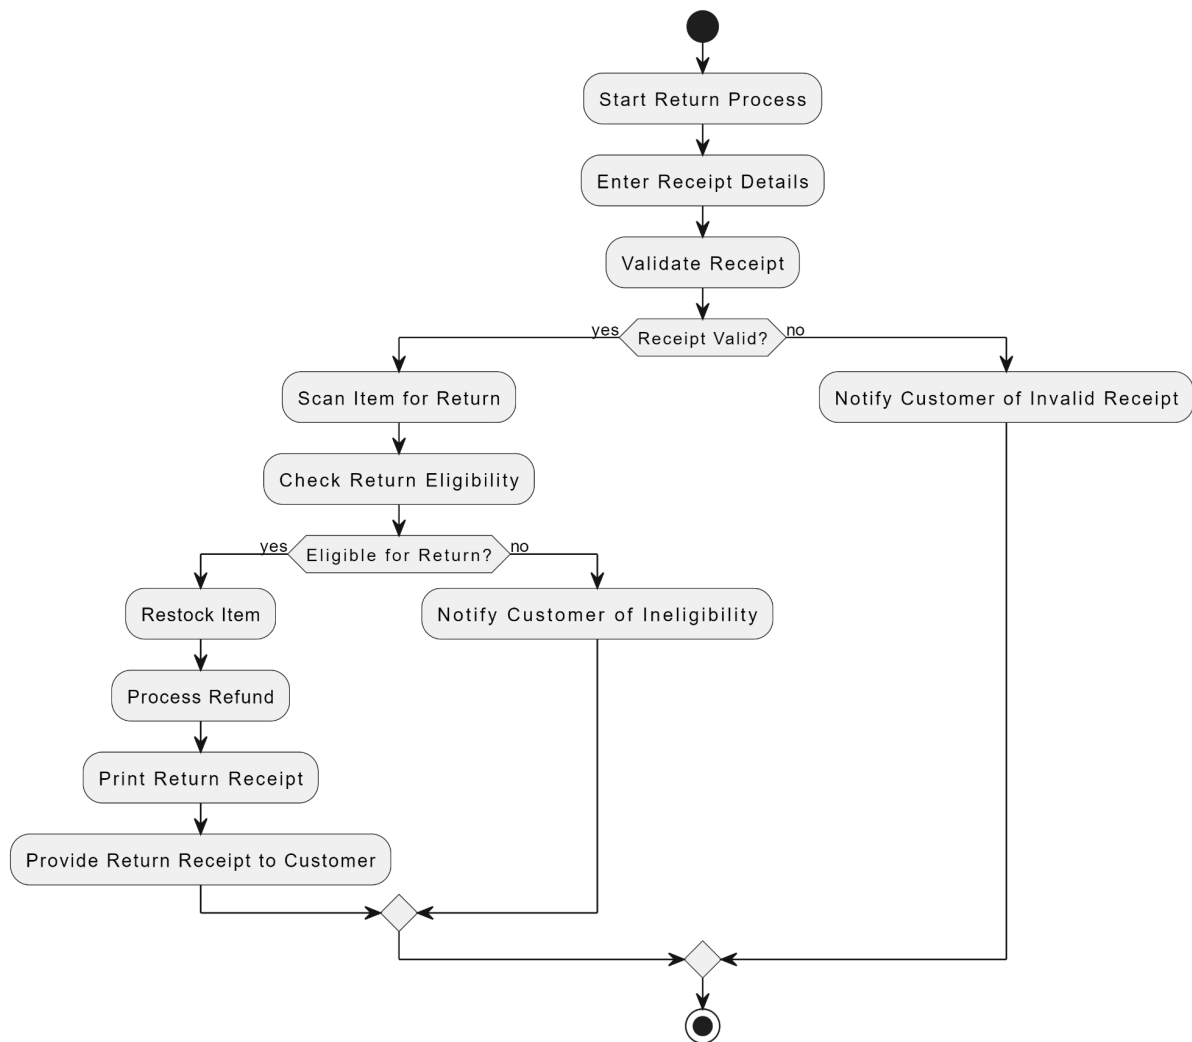 Start Return Process
Enter Receipt Details
Validate Receipt
yes
Receipt Valid?
no
Scan Item for Return
Notify Customer of Invalid Receipt
Check Return Eligibility
yes
Eligible for Return?
no
Restock Item
Notify Customer of Ineligibility
Process Refund
Print Return Receipt
Provide Return Receipt to Customer